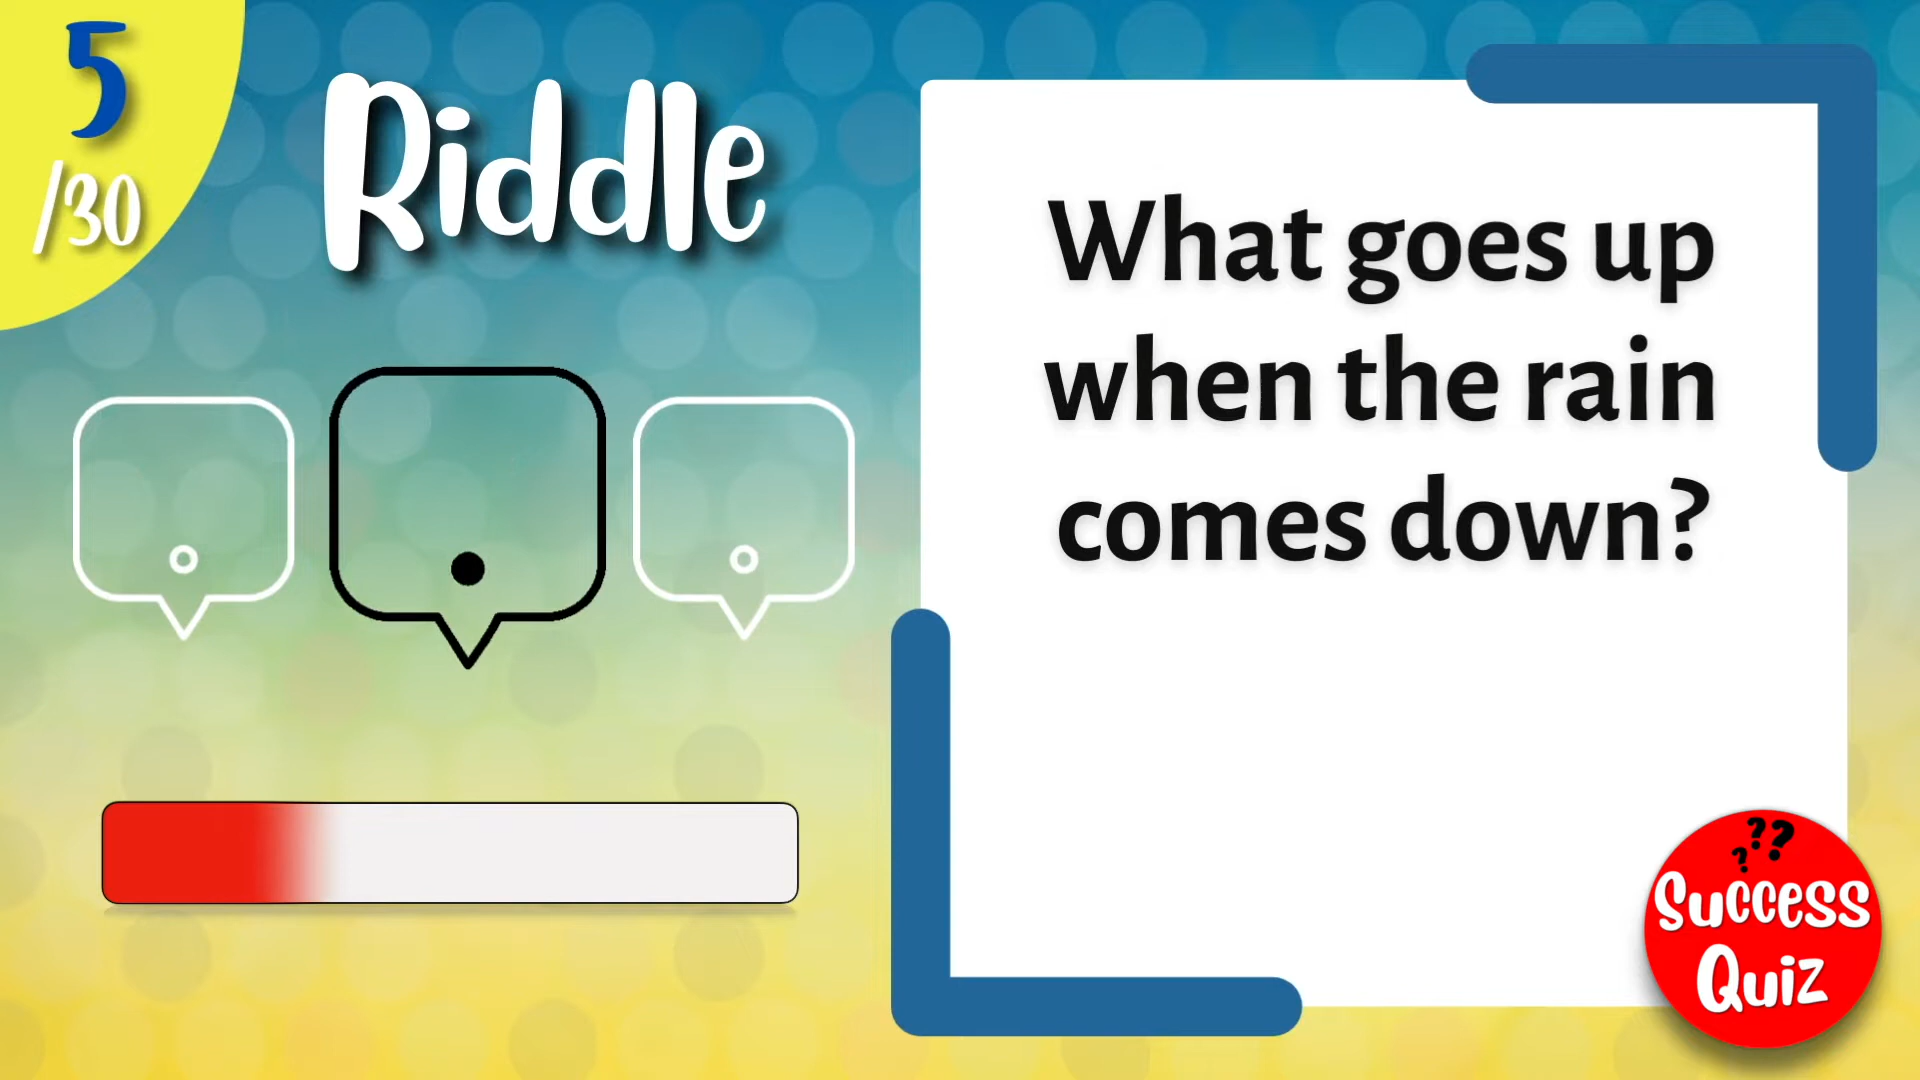 5
/30
Riddle
What goes up
when the rain
comes down?
???
Success
Quiz